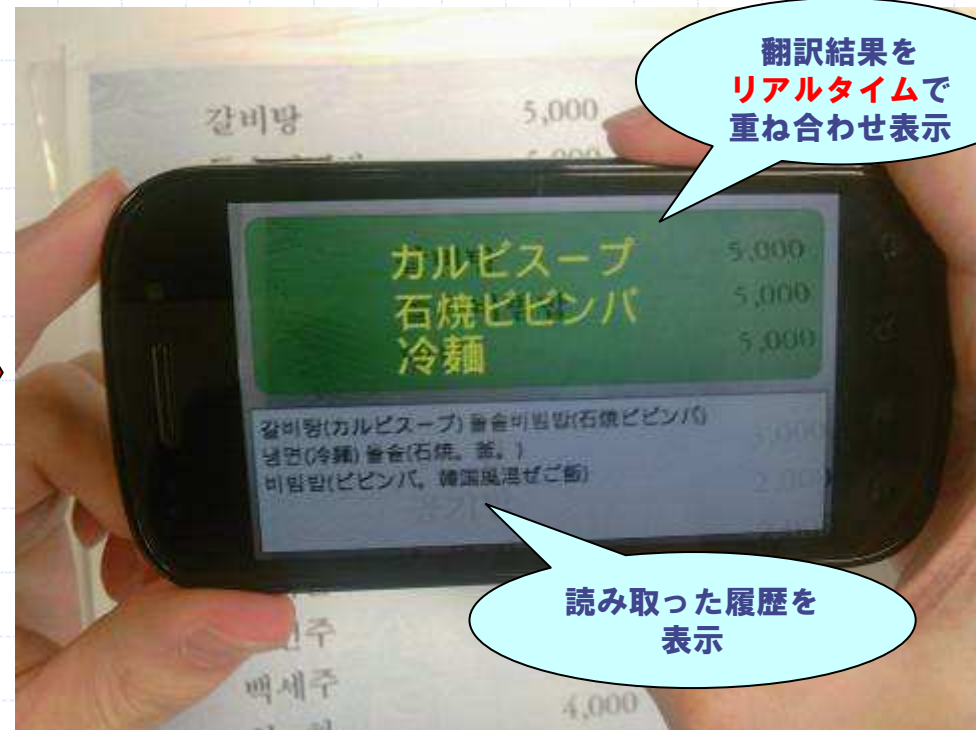 翻訳結果を
リアルタイムで
重ね合わせ表示
갈비탕 5,000
カルビスープ 5,000
石焼ビビンバ 5,000
冷麺 5,000
갈비탕(カルビスープ) 돌솥비빔밥(石焼ビビンバ)
냉면(冷麺) 돌솥(石焼。釜。)
비빔밥(ビビンバ。韓国風混ぜご飯)
読み取った履歴を
表示
백세주
4,000